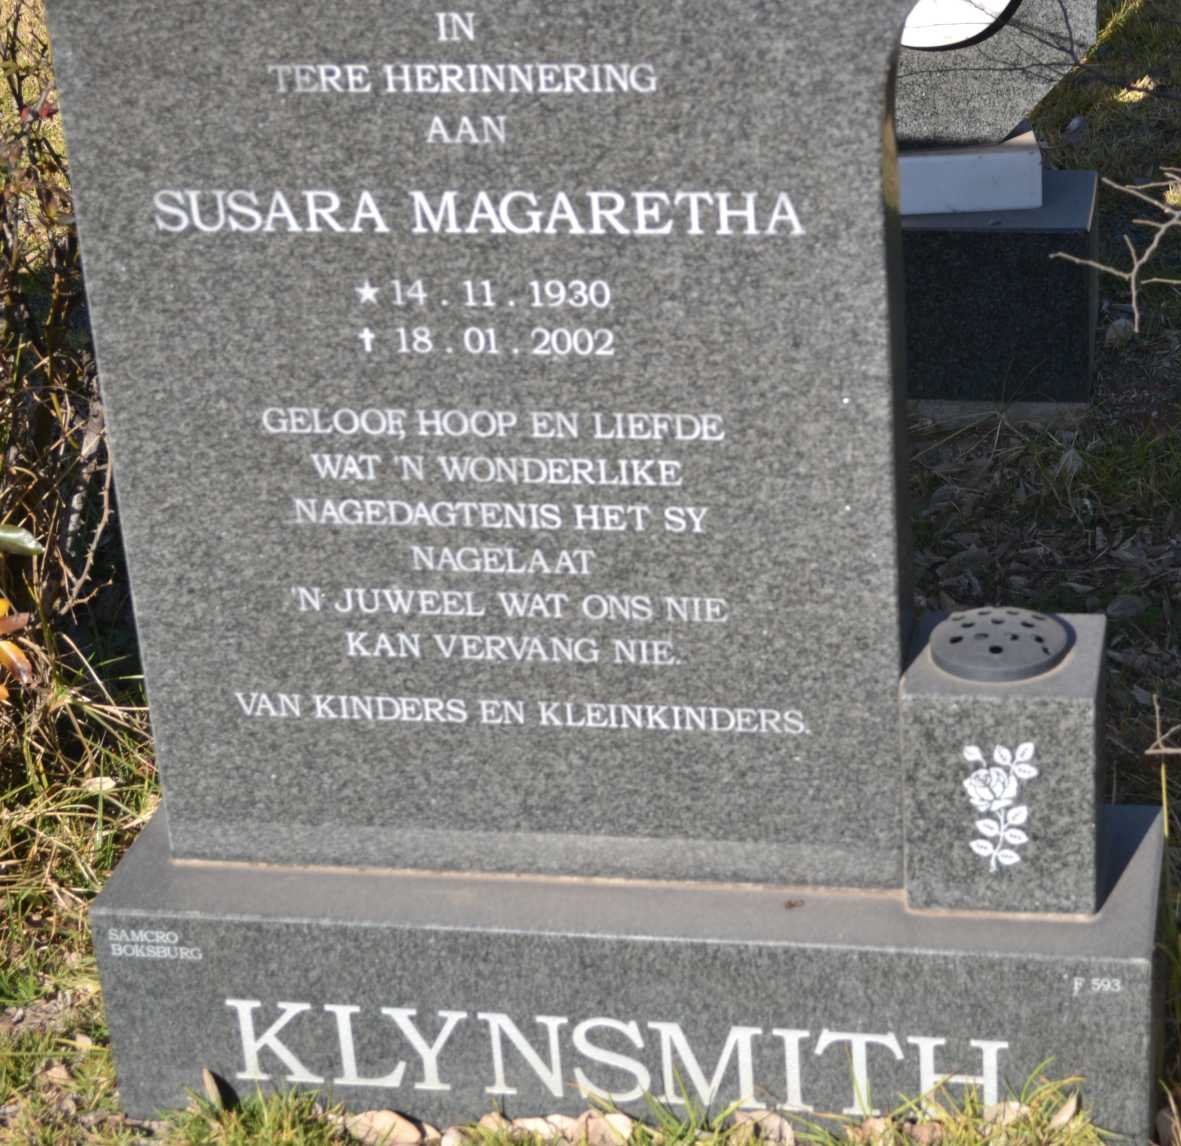 IN
TERE HERINNERING
AAN
SUSARA MAGARETHA
★ 14 . 11 . 1930
✝ 18 . 01 . 2002
GELOOF, HOOP EN LIEFDE
WAT 'N WONDERLIKE
NAGEDAGTENIS HET SY
NAGELAAT
'N JUWEEL WAT ONS NIE
KAN VERVANG NIE.
VAN KINDERS EN KLEINKINDERS.
SAMCRO
BOKSBURG
F 593
KLYNSMITH